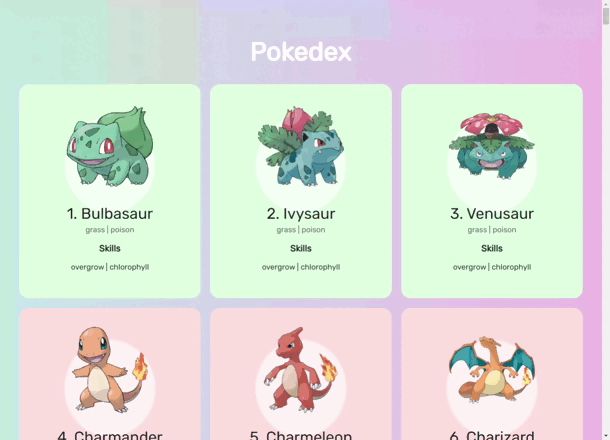 Pokedex
1. Bulbasaur
grass | poison
Skills
overgrow | chlorophyll
2. Ivysaur
grass | poison
Skills
overgrow | chlorophyll
3. Venusaur
grass | poison
Skills
overgrow | chlorophyll
4. Charmander
5. Charmeleon
6. Charizard